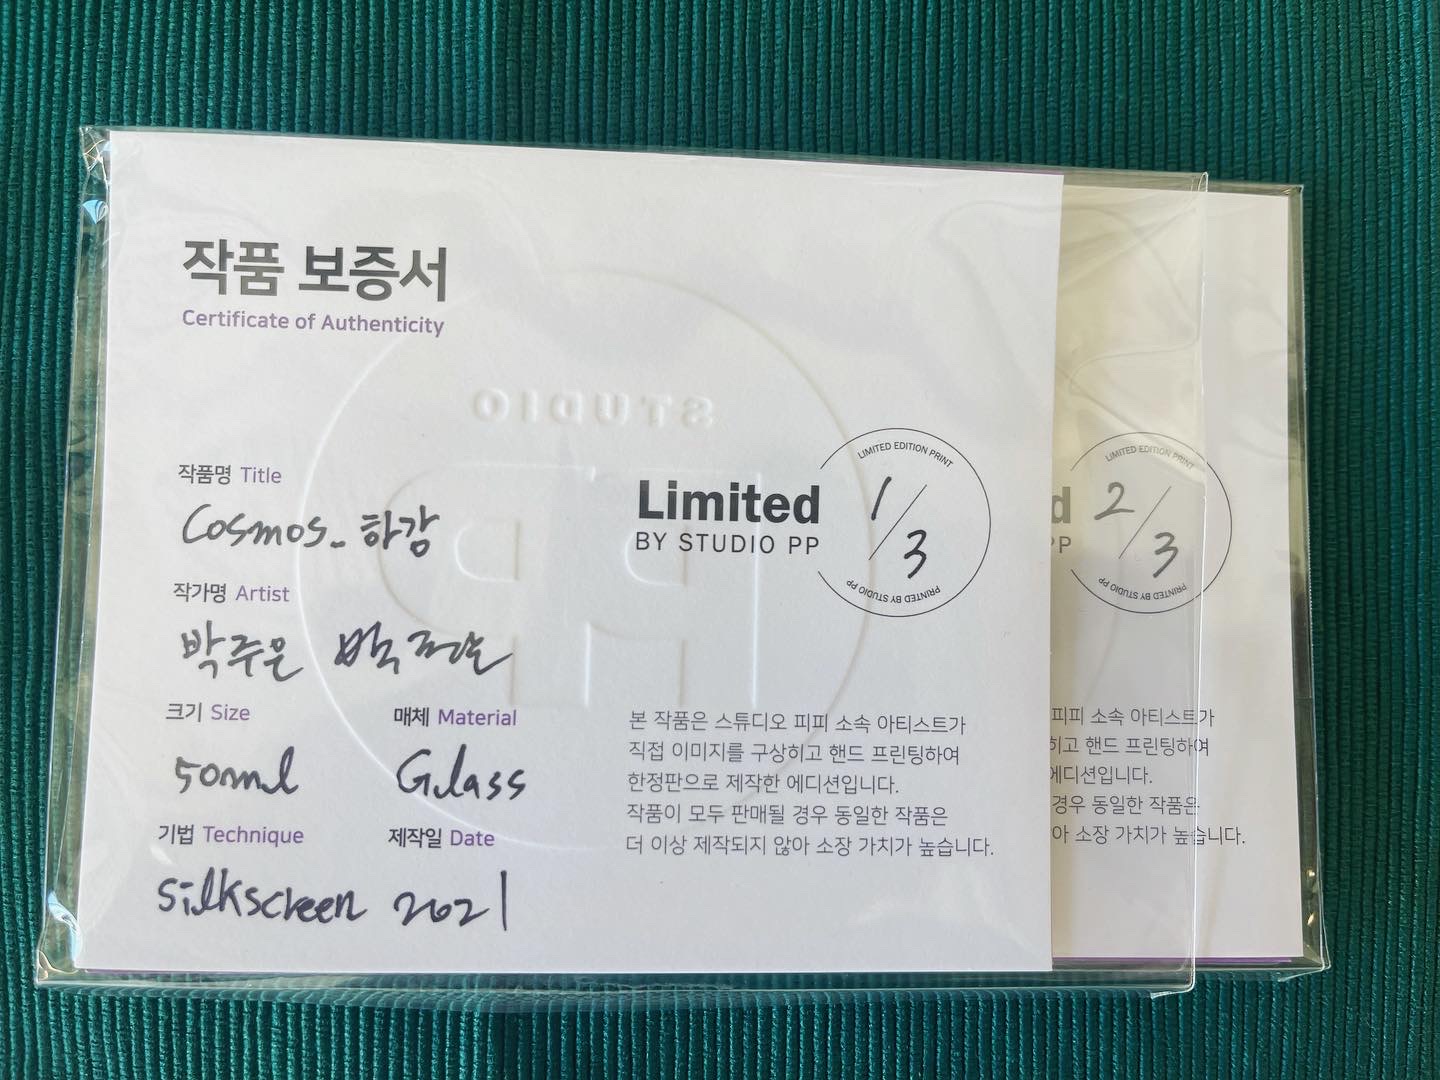 작품 보증서
Certificate of Authenticity
STUDIO
PP
작품명 Title
Cosmos_하감
작가명 Artist
박주은
크기 Size
매체 Material
50ml
Glass
기법 Technique
제작일 Date
silkscreen
2021
Limited
BY STUDIO PP
LIMITED EDITION PRINT
1/3
PRINTED BY STUDIO PP
본 작품은 스튜디오 피피 소속 아티스트가
직접 이미지를 구상히고 핸드 프린팅하여
한정판으로 제작한 에디션입니다.
작품이 모두 판매될 경우 동일한 작품은
더 이상 제작되지 않아 소장 가치가 높습니다.
d
PP
LIMITED EDITION PRINT
2/3
PRINTED BY STUDIO PP
피피 소속 아티스트가
히고 핸드 프린팅하여
에디션입니다.
경우 동일한 작품은
아 소장 가치가 높습니다.